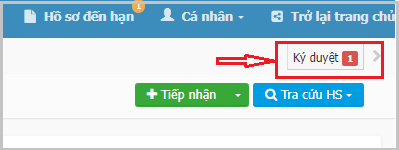 1
Hồ sơ đến hạn Cá nhân Trở lại trang chủ
Ký duyệt 1
Tiếp nhận Tra cứu HS